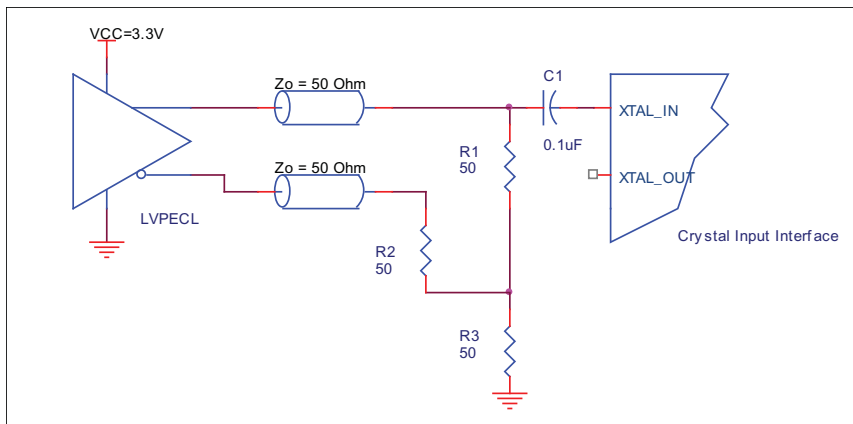 VCC=3.3V
Zo = 50 Ohm
C1
XTAL_IN
R1
50
0.1uF
Zo = 50 Ohm
XTAL_OUT
LVPECL
Crystal Input Interface
R2
50
R3
50